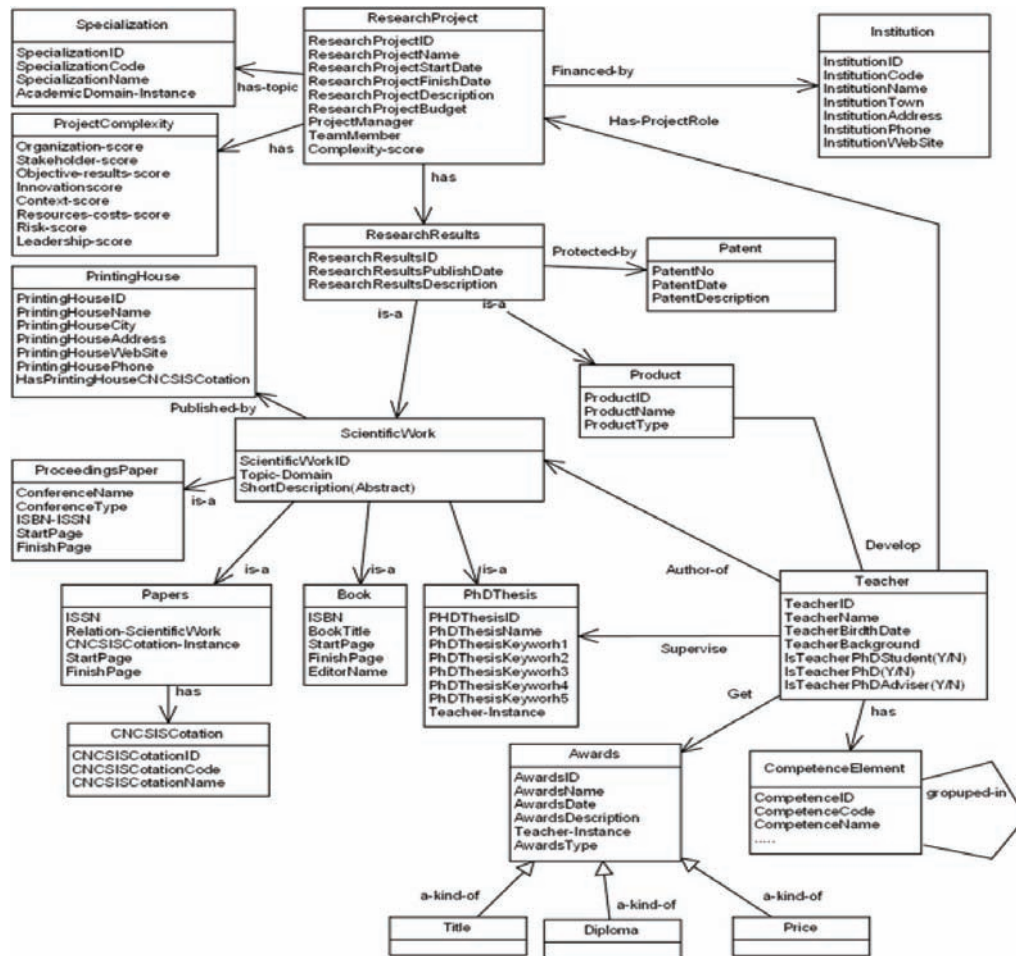 Specialization
SpecializationID
SpecializationCode
SpecializationName
AcademicDomain-Instance
ResearchProject
ResearchProjectID
ResearchProjectName
ResearchProjectStartDate
ResearchProjectFinishDate
ResearchProjectDescription
ResearchProjectBudget
ProjectManager
TeamMember
Complexity-score
Institution
InstitutionID
InstitutionCode
InstitutionName
InstitutionTown
InstitutionAddress
InstitutionPhone
InstitutionWebSite
has-topic
Financed-by
Has-ProjectRole
ProjectComplexity
Organization-score
Stakeholder-score
Objective-results-score
Innovationscore
Context-score
Resources-costs-score
Risk-score
Leadership-score
has
has
ResearchResults
ResearchResultsID
ResearchResultsPublishDate
ResearchResultsDescription
Protected-by
Patent
PatentNo
PatentDate
PatentDescription
PrintingHouse
PrintingHouseID
PrintingHouseName
PrintingHouseCity
PrintingHouseAddress
PrintingHouseWebSite
PrintingHousePhone
HasPrintingHouseCNCSISCotation
is-a
is-a
Product
ProductID
ProductName
ProductType
Published-by
ScientificWork
ScientificWorkID
Topic-Domain
ShortDescription(Abstract)
ProceedingsPaper
ConferenceName
ConferenceType
ISBN-ISSN
StartPage
FinishPage
is-a
Develop
Author-of
is-a
is-a
is-a
Papers
ISSN
Relation-ScientificWork
CNCSISCotation-Instance
StartPage
FinishPage
Book
ISBN
BookTitle
StartPage
FinishPage
EditorName
PhDThesis
PHDThesisID
PhDThesisName
PhDThesisKeyworh1
PhDThesisKeyworh2
PhDThesisKeyworh3
PhDThesisKeyworh4
PhDThesisKeyworh5
Teacher-Instance
Teacher
TeacherID
TeacherName
TeacherBirdthDate
TeacherBackground
IsTeacherPhDStudent(Y/N)
IsTeacherPhD(Y/N)
IsTeacherPhDAdviser(Y/N)
Supervise
Get
has
has
CNCSISCotation
CNCSISCotationID
CNCSISCotationCode
CNCSISCotationName
Awards
AwardsID
AwardsName
AwardsDate
AwardsDescription
Teacher-Instance
AwardsType
CompetenceElement
CompetenceID
CompetenceCode
CompetenceName
.....
gropuped-in
a-kind-of
a-kind-of
a-kind-of
Title
Diploma
Price